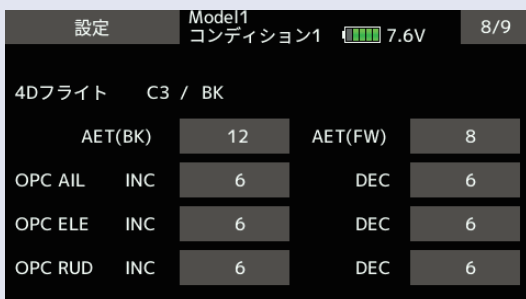 設定 Model1 8/9
コンディション1 7.6V
4Dフライト C3 / BK
AET(BK) 12 AET(FW) 8
OPC AIL INC 6 DEC 6
OPC ELE INC 6 DEC 6
OPC RUD INC 6 DEC 6